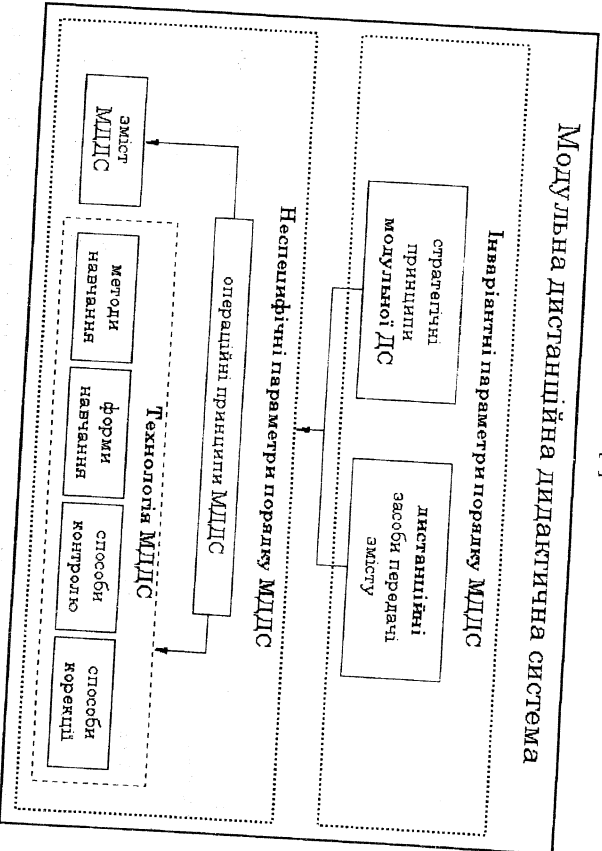 Модульна дистанційна дидактична система
Інваріантні параметри порядку МДДС
стратегічні
принципи
модульної ДС
дистанційні
засоби передачі
змісту
Неспецифічні параметри порядку МДДС
операційні принципи МДДС
зміст
МДДС
Технологія МДДС
методи
навчання
форми
навчання
способи
контролю
способи
корекції